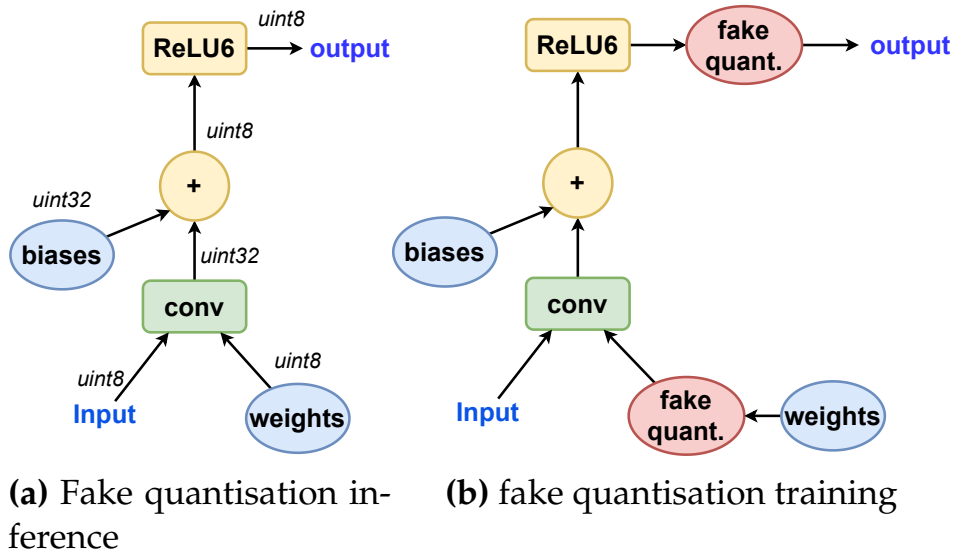 uint8
ReLU6
output
uint8
+
uint32
biases
uint32
conv
uint8
Input
uint8
weights
(a) Fake quantisation in-
ference
ReLU6
fake
quant.
output
+
biases
conv
Input
fake
quant.
weights
(b) fake quantisation training